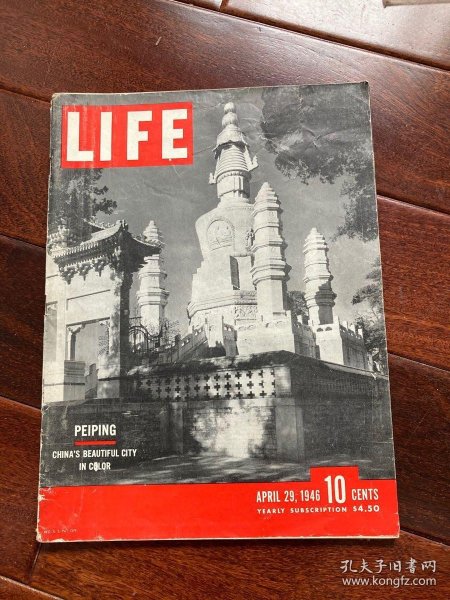 LIFE
PEIPING
CHINA'S BEAUTIFUL CITY
IN COLOR
APRIL 29, 1946 10 CENTS
YEARLY SUBSCRIPTION $4.50
孔夫子旧书网
www.kongfz.com